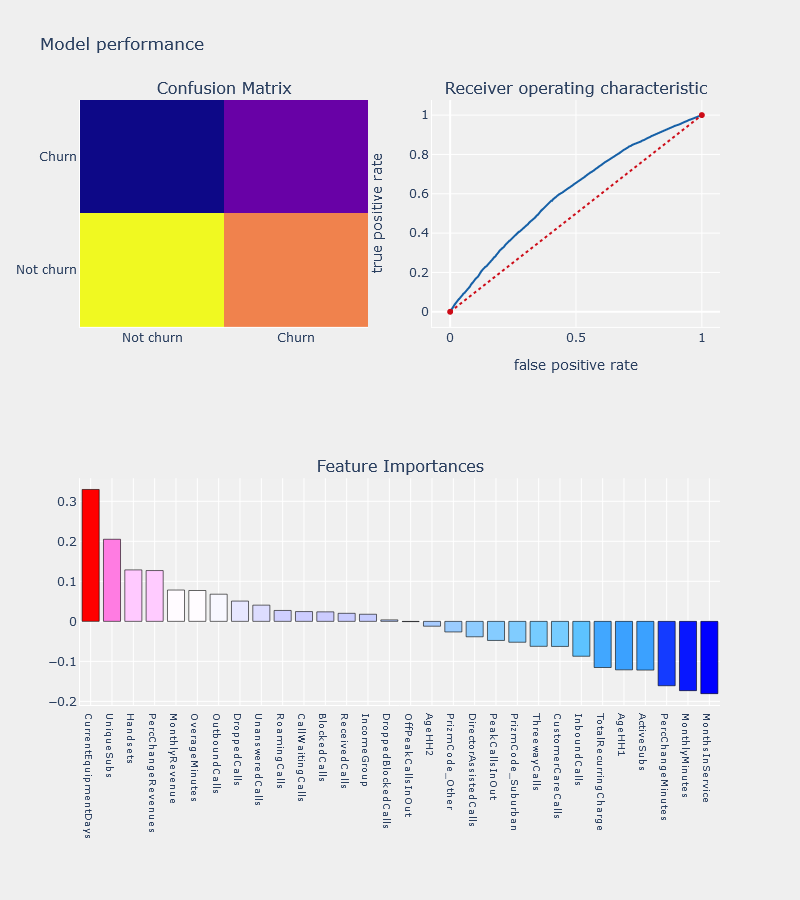 Model performance
Confusion Matrix
Churn
Not churn
Not churn
Churn
Receiver operating characteristic
true positive rate
1
0.8
0.6
0.4
0.2
0
0
0.5
1
false positive rate
Feature Importances
0.3
0.2
0.1
0
−0.1
−0.2
CurrentEquipmentDays
UniqueSubs
Handsets
PercChangeRevenues
MonthlyRevenue
OverageMinutes
OutboundCalls
DroppedCalls
UnansweredCalls
RoamingCalls
CallWaitingCalls
BlockedCalls
ReceivedCalls
IncomeGroup
DroppedBlockedCalls
OffPeakCallsInOut
AgeHH2
PrizmCode_Other
DirectorAssistedCalls
PeakCallsInOut
PrizmCode_Suburban
ThreewayCalls
CustomerCareCalls
InboundCalls
TotalRecurringCharge
AgeHH1
ActiveSubs
PercChangeMinutes
MonthlyMinutes
MonthsInService